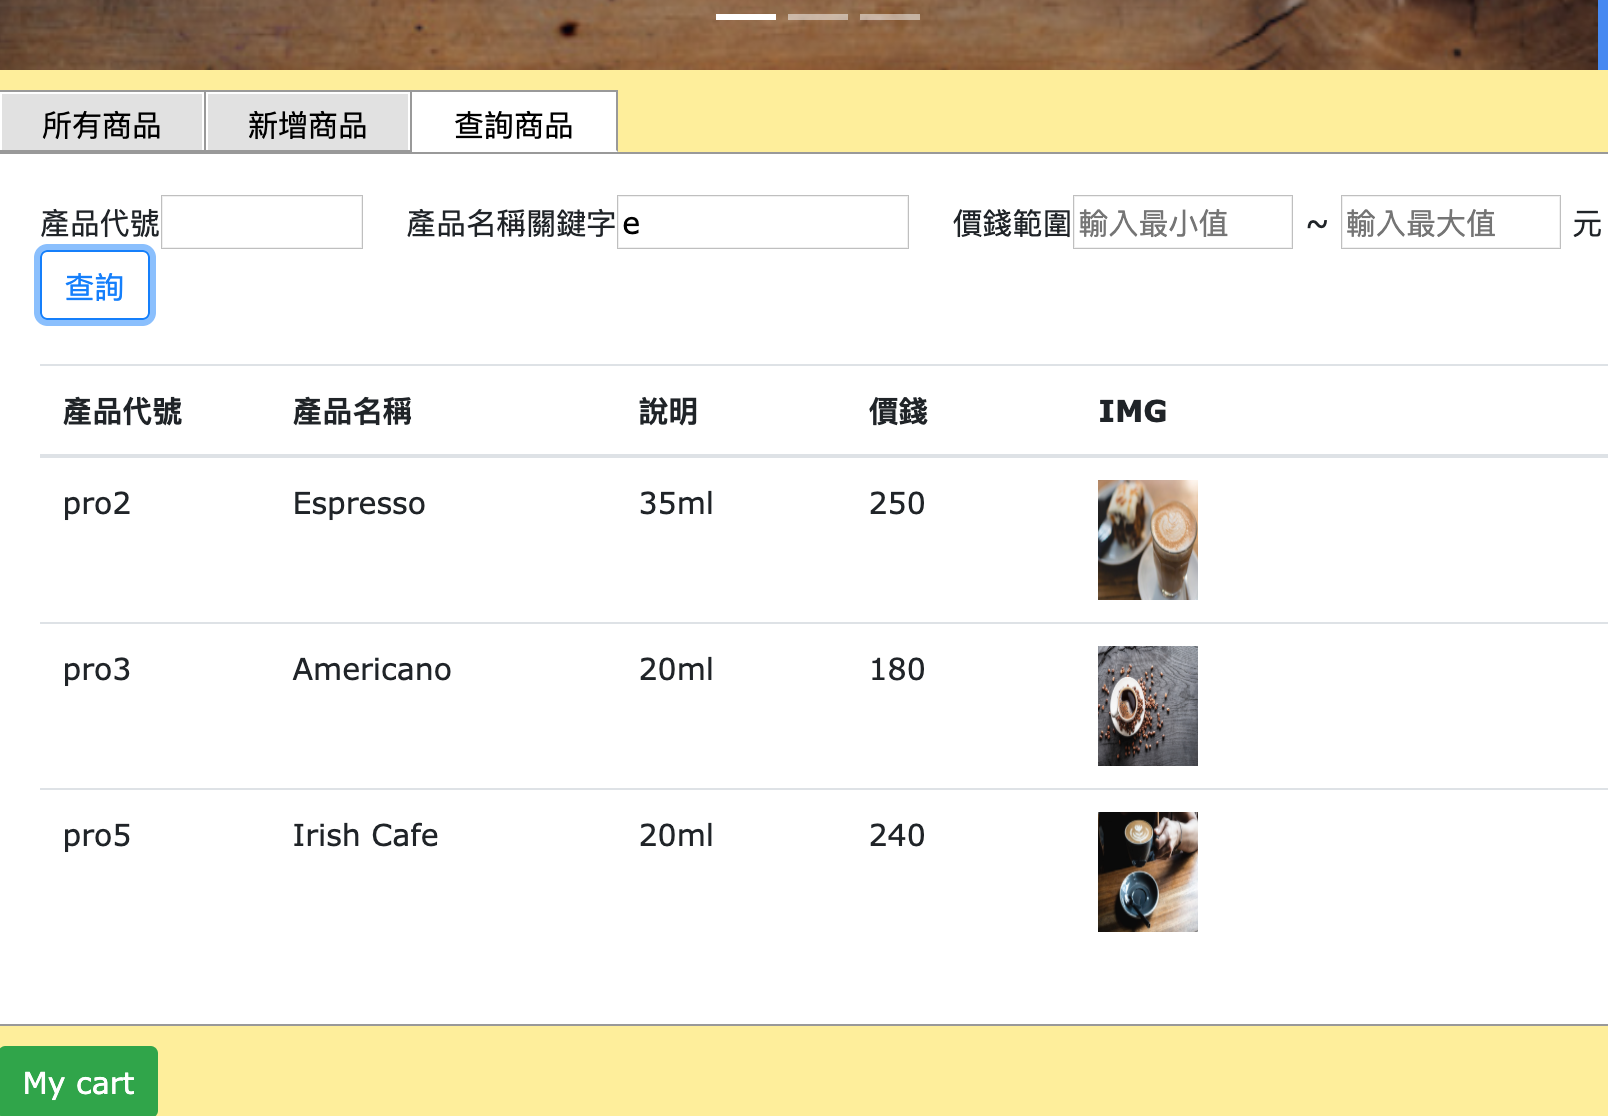 所有商品 新增商品 查詢商品
產品代號 產品名稱關鍵字 e 價錢範圍 輸入最小值 ~ 輸入最大值 元
查詢
產品代號 產品名稱 說明 價錢 IMG
pro2 Espresso 35ml 250
pro3 Americano 20ml 180
pro5 Irish Cafe 20ml 240
My cart